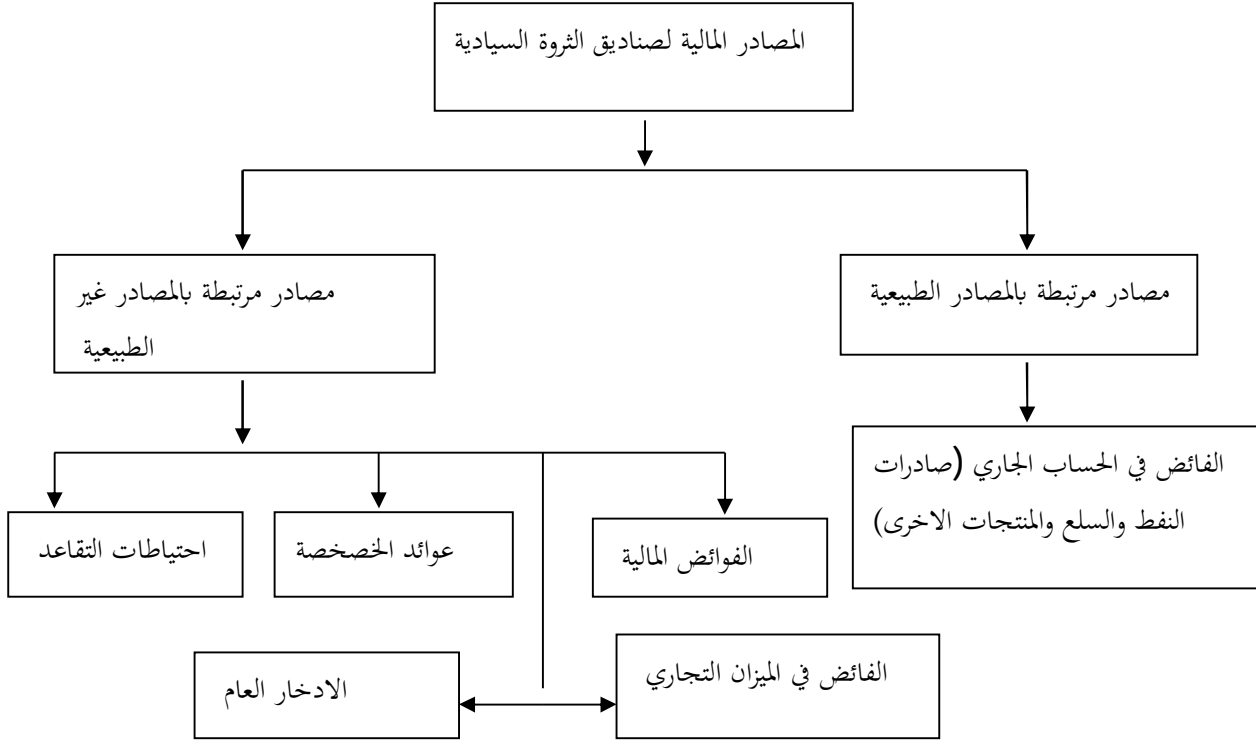 المصادر المالية لصناديق الثروة السيادية
مصادر مرتبطة بالمصادر الطبيعية
مصادر مرتبطة بالمصادر غير
الطبيعية
الفائض في الحساب الجاري (صادرات
النفط والسلع والمنتجات الاخرى)
الفوائض المالية
عوائد الخصخصة
احتياطات التقاعد
الفائض في الميزان التجاري
الادخار العام